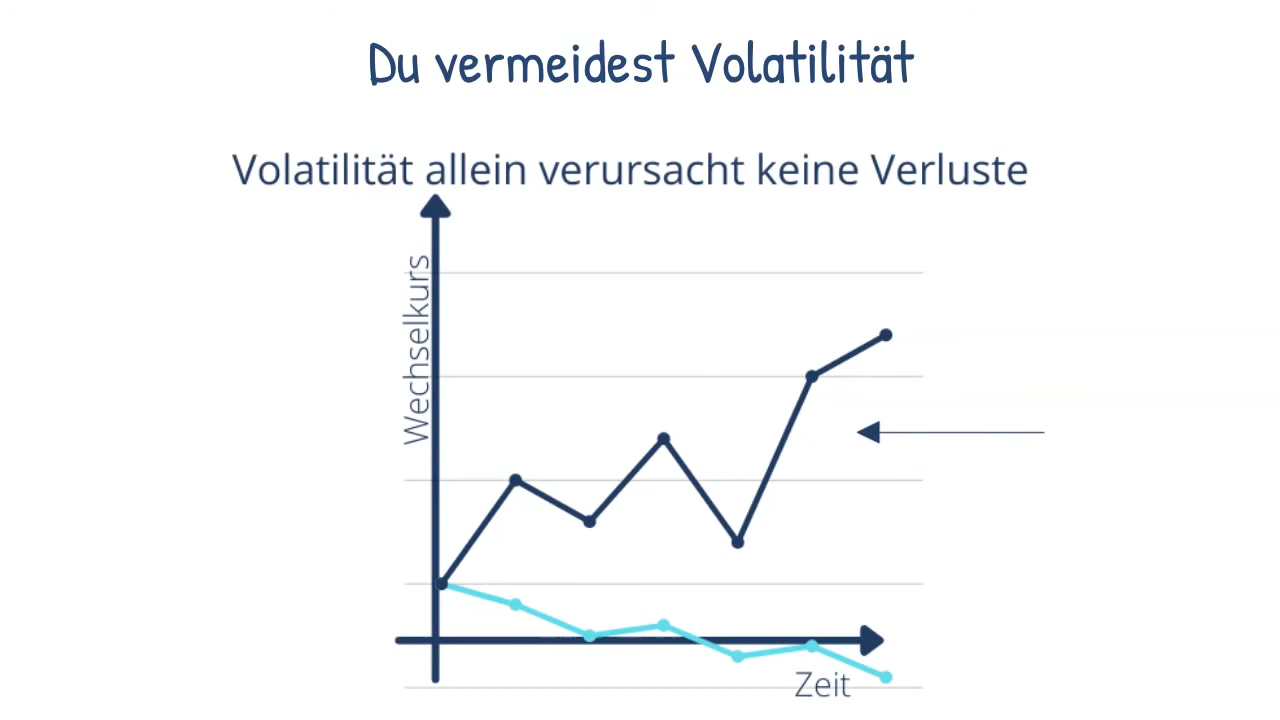 Du vermeidest Volatilität
Volatilität allein verursacht keine Verluste
Wechselkurs
Zeit